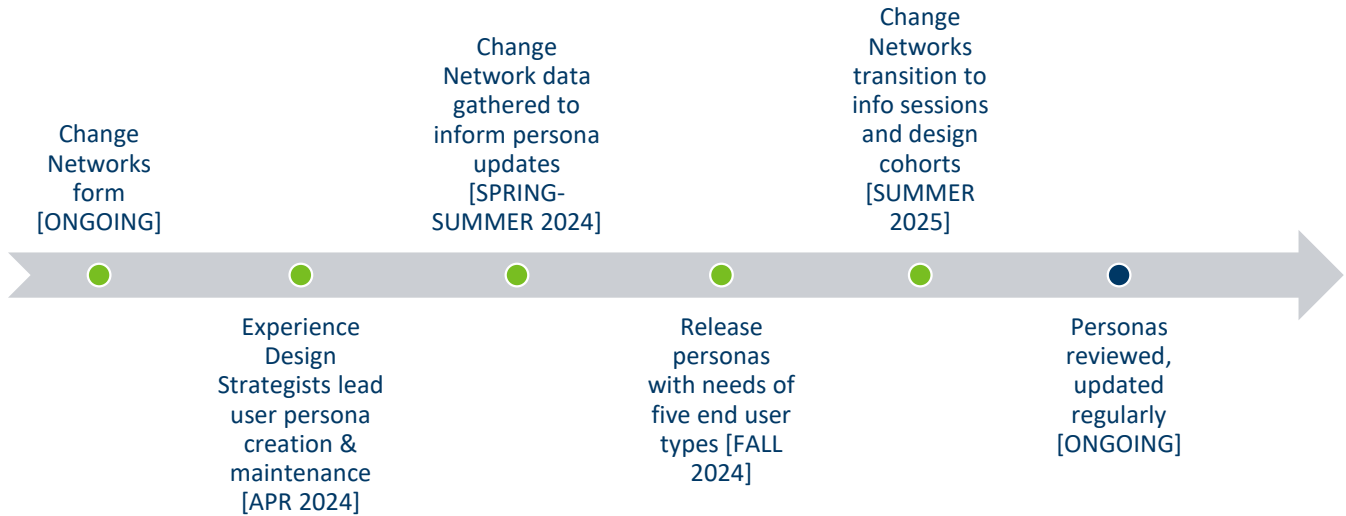 Change
Networks
form
[ONGOING]
Experience
Design
Strategists lead
user persona
creation &
maintenance
[APR 2024]
Change
Network data
gathered to
inform persona
updates
[SPRING-
SUMMER 2024]
Release
personas
with needs of
five end user
types [FALL
2024]
Change
Networks
transition to
info sessions
and design
cohorts
[SUMMER
2025]
Personas
reviewed,
updated
regularly
[ONGOING]